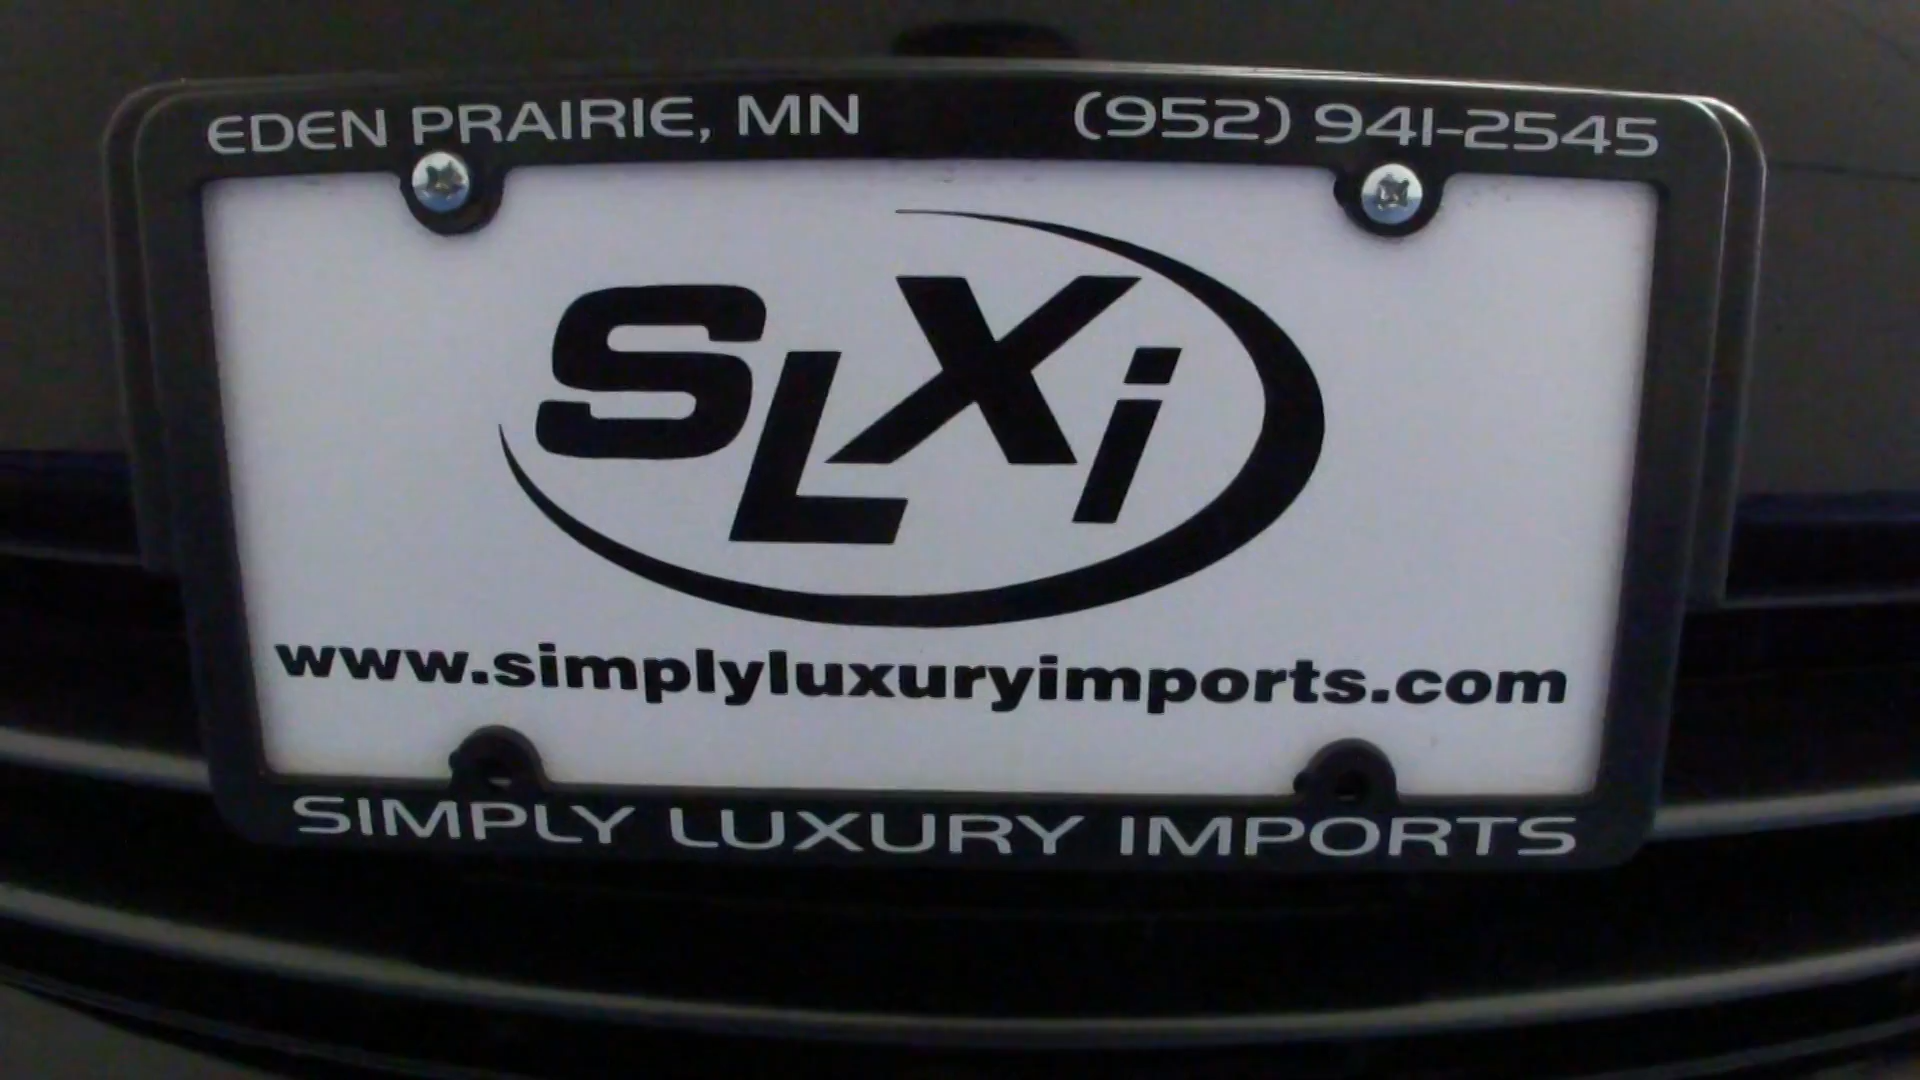 EDEN PRAIRIE, MN (952) 941-2545
SLXi
www.simplyluxuryimports.com
SIMPLY LUXURY IMPORTS